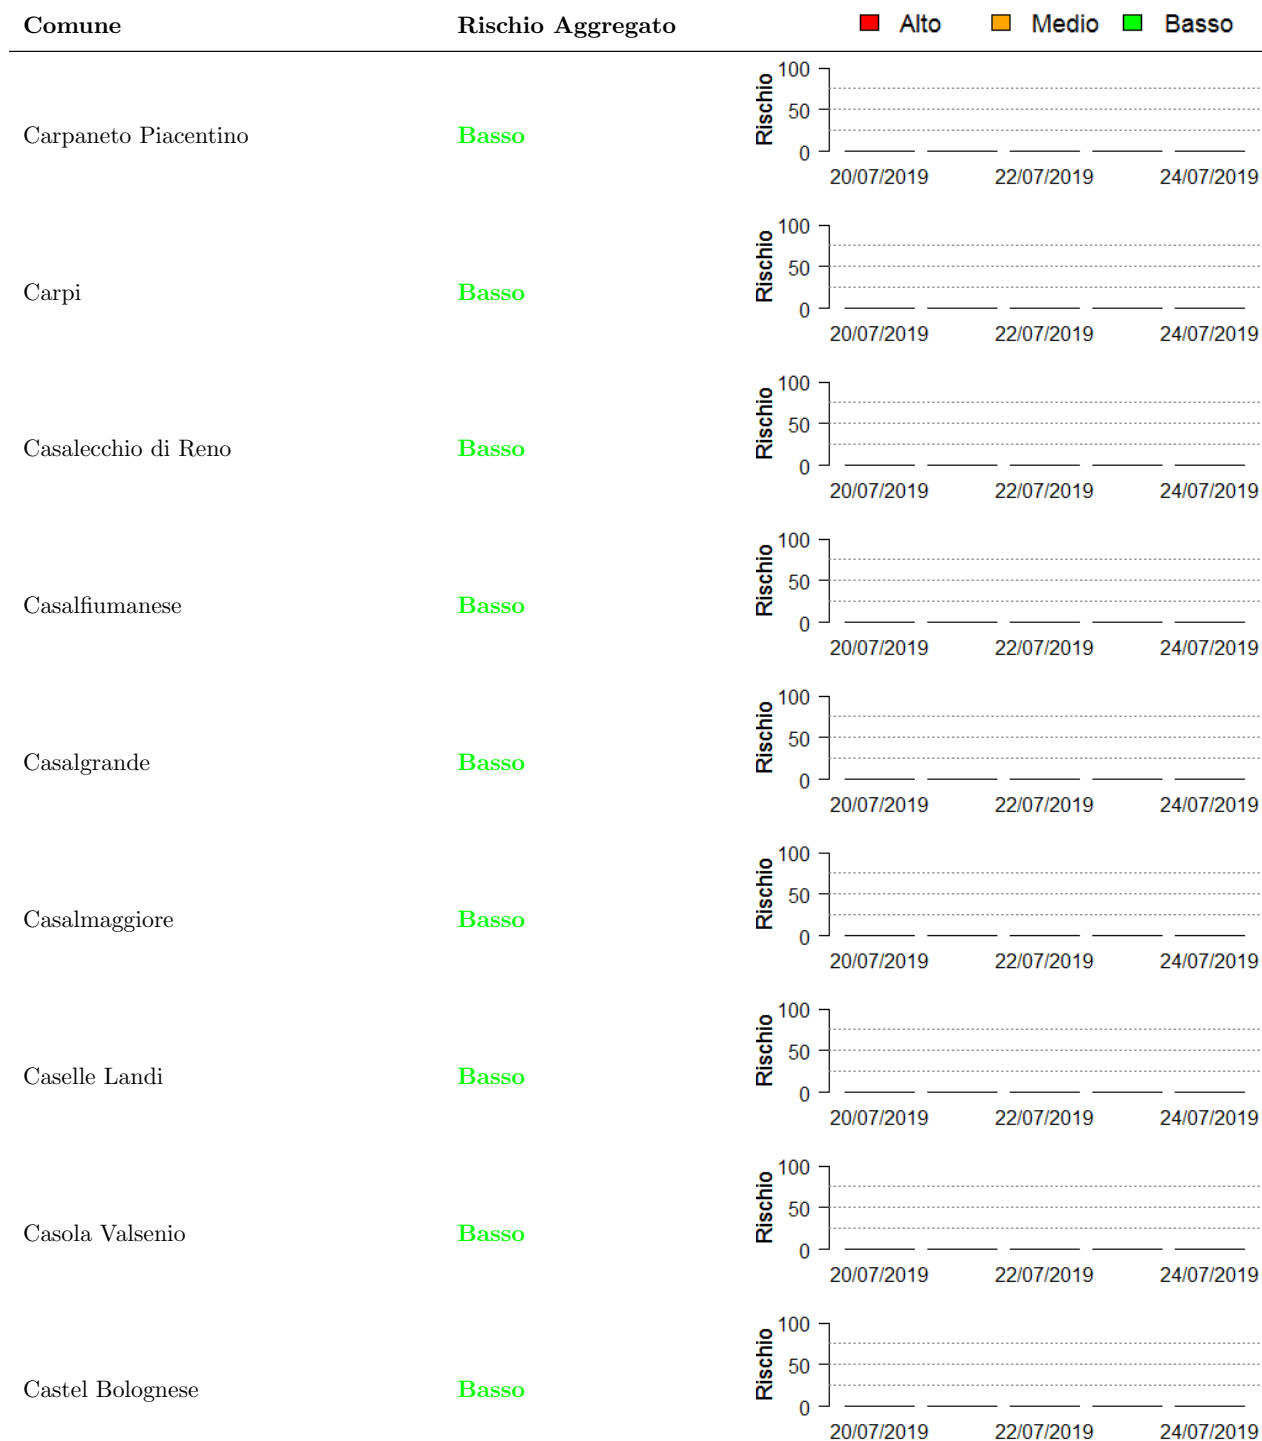 Comune Rischio Aggregato Alto Medio Basso
Carpaneto Piacentino Basso
Rischio
100
50
0
20/07/2019 22/07/2019 24/07/2019
Carpi Basso
Rischio
100
50
0
20/07/2019 22/07/2019 24/07/2019
Casalecchio di Reno Basso
Rischio
100
50
0
20/07/2019 22/07/2019 24/07/2019
Casalfiumanese Basso
Rischio
100
50
0
20/07/2019 22/07/2019 24/07/2019
Casalgrande Basso
Rischio
100
50
0
20/07/2019 22/07/2019 24/07/2019
Casalmaggiore Basso
Rischio
100
50
0
20/07/2019 22/07/2019 24/07/2019
Caselle Landi Basso
Rischio
100
50
0
20/07/2019 22/07/2019 24/07/2019
Casola Valsenio Basso
Rischio
100
50
0
20/07/2019 22/07/2019 24/07/2019
Castel Bolognese Basso
Rischio
100
50
0
20/07/2019 22/07/2019 24/07/2019